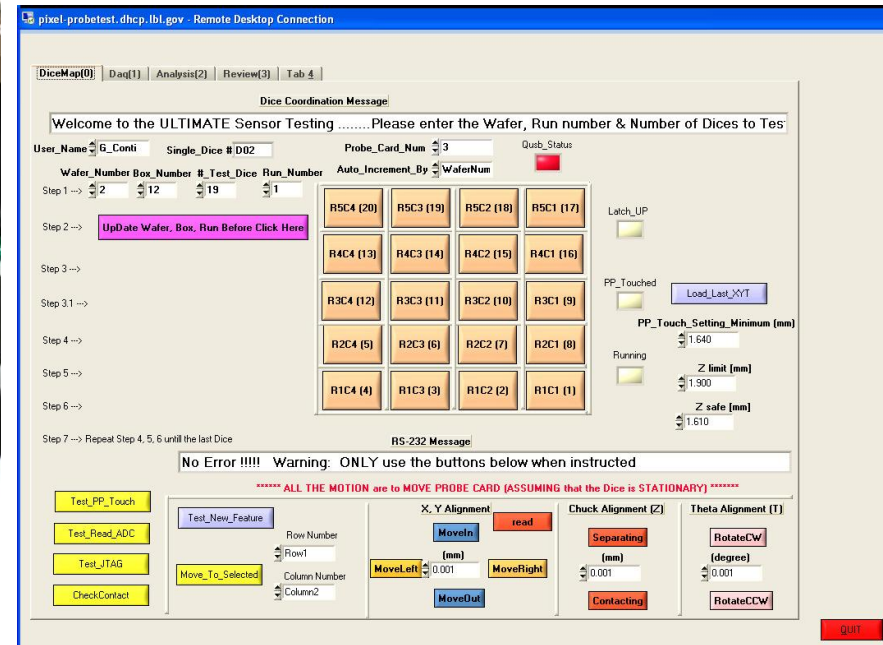 pixel-probetest.dhcp.lbl.gov - Remote Desktop Connection
DiceMap(0) Daq(1) Analysis(2) Review(3) Tab 4
Dice Coordination Message
Welcome to the ULTIMATE Sensor Testing ........Please enter the Wafer, Run number & Number of Dices to Tes
User_Name G_Conti Single_Dice # D02 Probe_Card_Num 3 Qusb_Status
Wafer_Number Box_Number #_Test_Dice Run_Number Auto_Increment_By WaferNum
Step 1 --> 2 12 19 1
Step 2 --> UpDate Wafer, Box, Run Before Click Here
Step 3 --->
Step 3.1 --->
Step 4 --->
Step 5 --->
Step 6 --->
Step 7 ---> Repeat Step 4, 5, 6 untill the last Dice
R5C4 (20) R5C3 (19) R5C2 (18) R5C1 (17)
R4C4 (13) R4C3 (14) R4C2 (15) R4C1 (16)
R3C4 (12) R3C3 (11) R3C2 (10) R3C1 (9)
R2C4 (5) R2C3 (6) R2C2 (7) R2C1 (8)
R1C4 (4) R1C3 (3) R1C2 (2) R1C1 (1)
Latch_UP
PP_Touched
Load_Last_XYT
PP_Touch_Setting_Minimum (mm)
1.640
Running
Z limit (mm)
1.900
Z safe (mm)
1.610
RS-232 Message
No Error !!!!! Warning: ONLY use the buttons below when instructed
****** ALL THE MOTION are to MOVE PROBE CARD (ASSUMING that the Dice is STATIONARY) *******
Test_PP_Touch
Test_Read_ADC
Test_JTAG
CheckContact
Test_New_Feature
Row Number
Row1
Move_To_Selected
Column Number
Column2
X, Y Alignment
read
MoveIn
(mm)
MoveLeft 0.001 MoveRight
MoveOut
Chuck Alignment (Z)
Separating
(mm)
0.001
Contacting
Theta Alignment (T)
RotateCW
(degree)
0.001
RotateCCW
QUIT